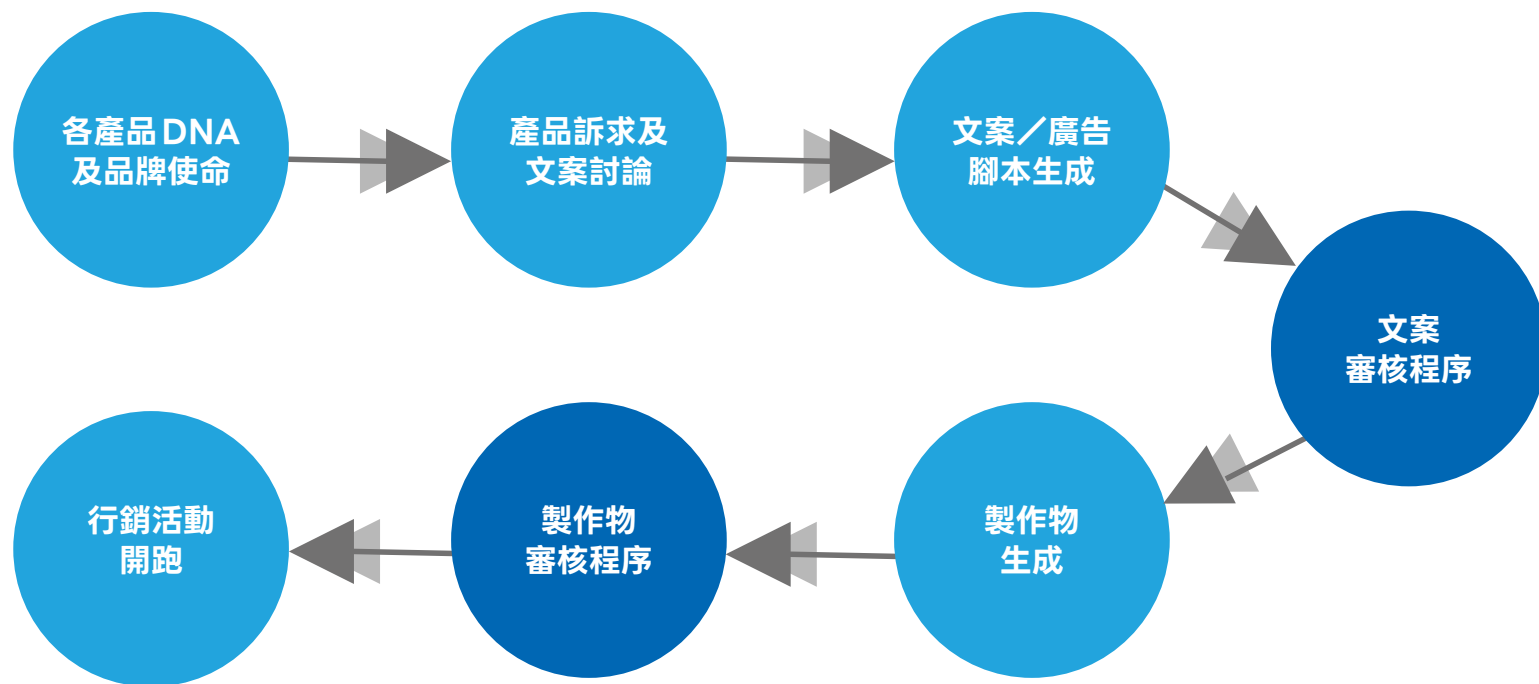 各產品DNA
及品牌使命
產品訴求及
文案討論
文案／廣告
腳本生成
文案
審核程序
製作物
生成
製作物
審核程序
行銷活動
開跑